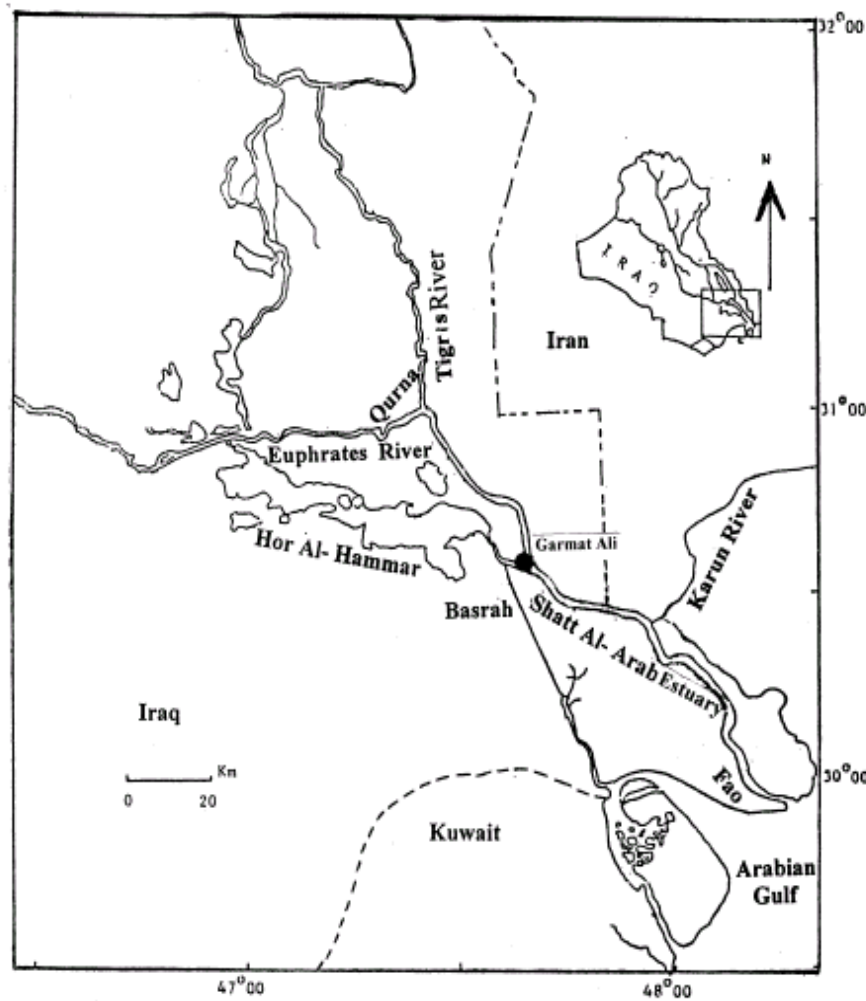 32°00
N
IRAQ
Tigris River
Iran
Qurna
31°00
Euphrates River
Garmat Ali
Karun River
Hor Al- Hammar
Basrah
Shatt Al- Arab Estuary
Iraq
Km
0 20
30°00
Fao
Kuwait
Arabian
Gulf
47°00
48°00